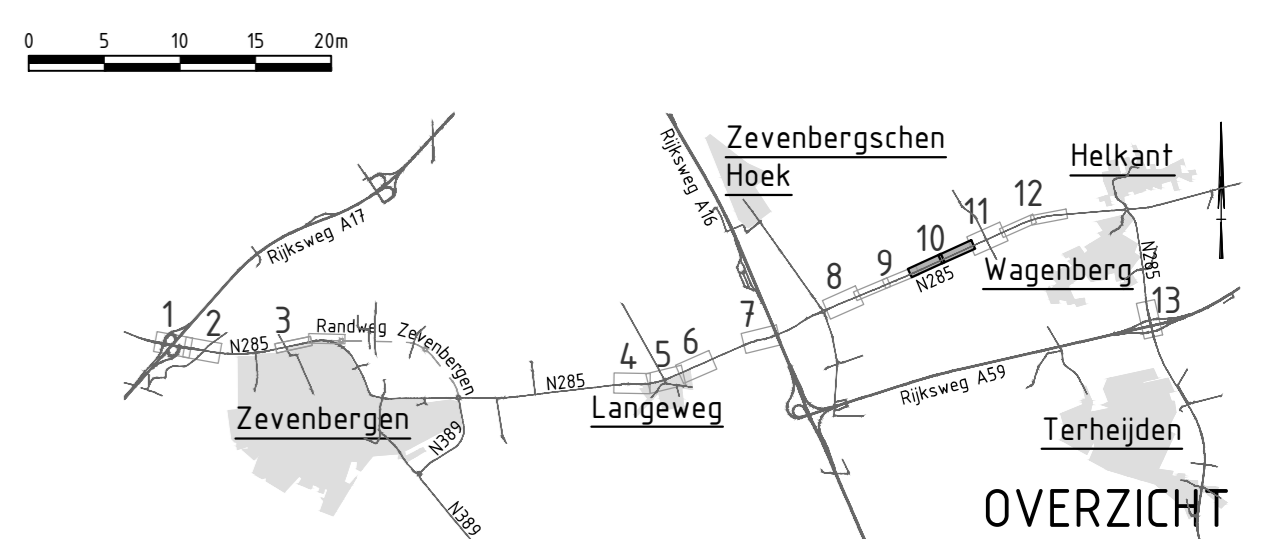 0 5 10 15 20m
Zevenbergschen
Hoek
Helkant
Rijksweg A16
Rijksweg A17
12
11
10
N285
Wagenberg
N285
9
8
13
1
2
3
N285
Randweg Zevenbergen
7
6
5
4
N285
Langeweg
Rijksweg A59
Zevenbergen
N389
Terheijden
N389
OVERZICHT